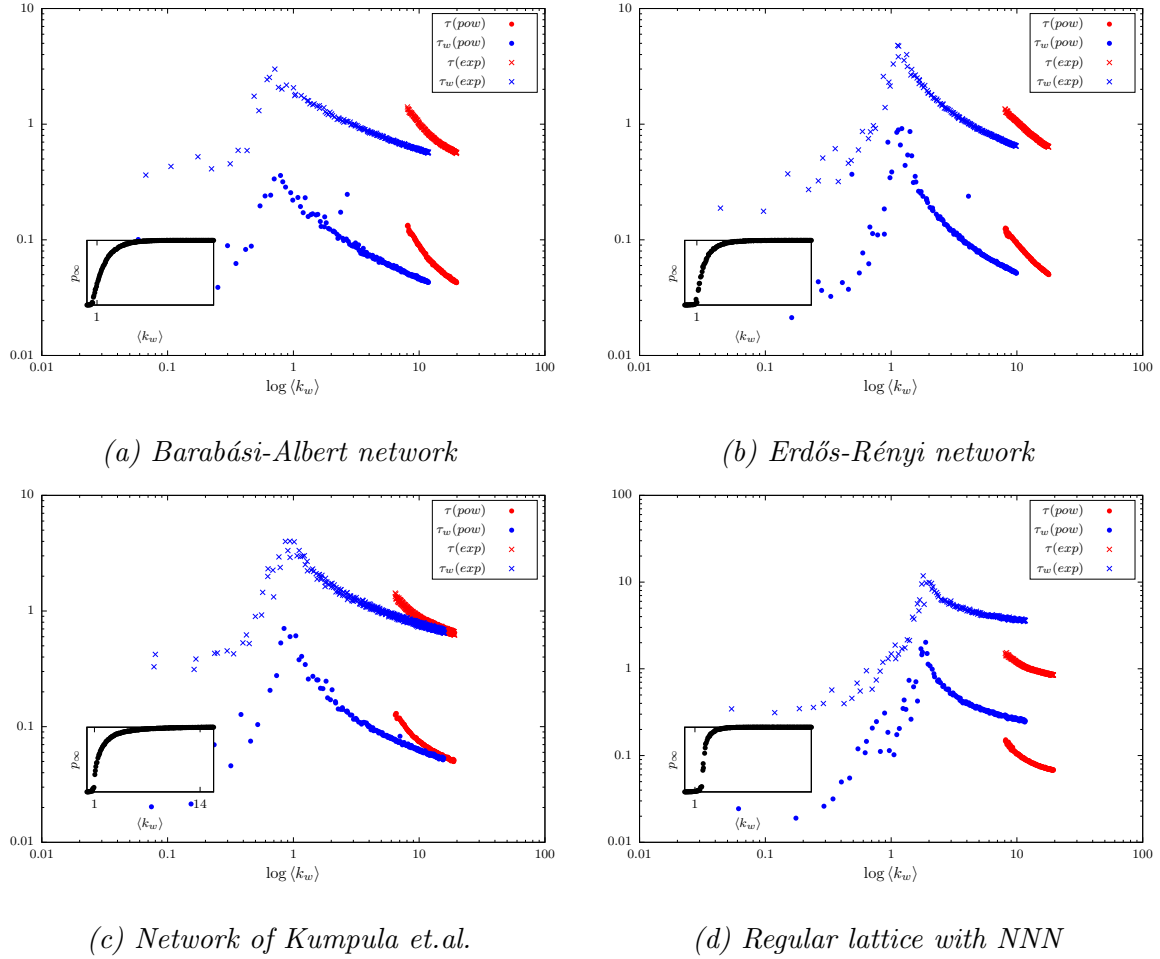 10
1
0.1
0.01
0.01
0.1
1
10
100
log ⟨k_w⟩
τ(pow)
τ_w(pow)
τ(exp)
τ_w(exp)
p_∞
1
⟨k_w⟩
(a) Barabási-Albert network
10
1
0.1
0.01
0.01
0.1
1
10
100
log ⟨k_w⟩
τ(pow)
τ_w(pow)
τ(exp)
τ_w(exp)
p_∞
1
⟨k_w⟩
(b) Erdős-Rényi network
10
1
0.1
0.01
0.01
0.1
1
10
100
log ⟨k_w⟩
τ(pow)
τ_w(pow)
τ(exp)
τ_w(exp)
p_∞
1
14
⟨k_w⟩
(c) Network of Kumpula et.al.
100
10
1
0.1
0.01
0.01
0.1
1
10
100
log ⟨k_w⟩
τ(pow)
τ_w(pow)
τ(exp)
τ_w(exp)
p_∞
1
⟨k_w⟩
(d) Regular lattice with NNN